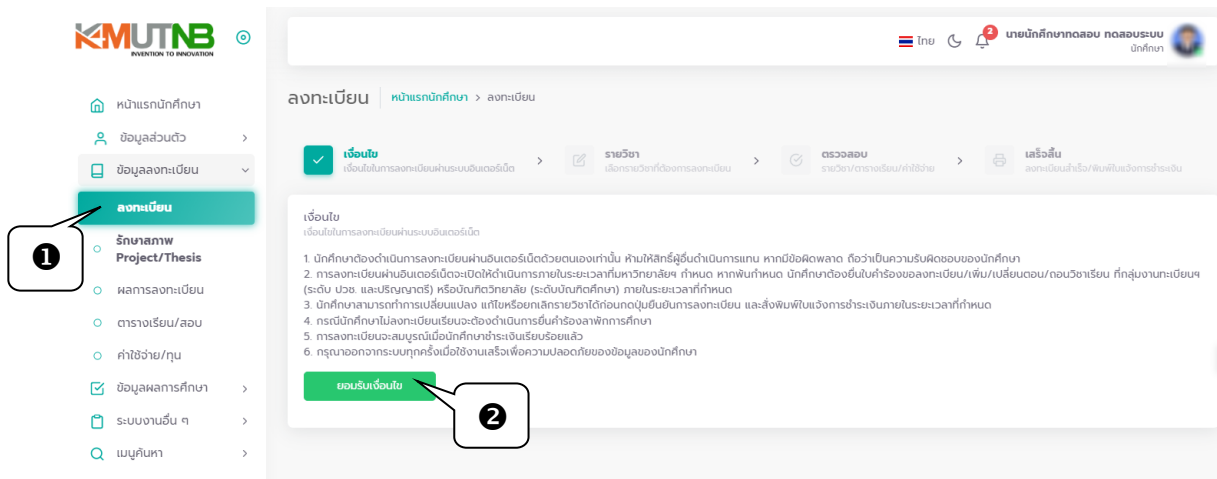 KMUTNB
INVENTION TO INNOVATION
ไทย
2
นายนักศึกษาทดสอบ ทดสอบระบบ
นักศึกษา
หน้าแรกนักศึกษา
ข้อมูลส่วนตัว
ข้อมูลลงทะเบียน
ลงทะเบียน
❶
รักษาสภาพ
Project/Thesis
ผลการลงทะเบียน
ตารางเรียน/สอบ
ค่าใช้จ่าย/ทุน
ข้อมูลผลการศึกษา
ระบบงานอื่น ๆ
เมนูค้นหา
ลงทะเบียน หน้าแรกนักศึกษา > ลงทะเบียน
เงื่อนไข
เงื่อนไขในการลงทะเบียนผ่านระบบอินเตอร์เน็ต
รายวิชา
เลือกรายวิชาที่ต้องการลงทะเบียน
ตรวจสอบ
รายวิชา/ตารางเรียน/ค่าใช้จ่าย
เสร็จสิ้น
ลงทะเบียนสำเร็จ/พิมพ์ใบแจ้งการชำระเงิน
เงื่อนไข
เงื่อนไขในการลงทะเบียนผ่านระบบอินเตอร์เน็ต
1. นักศึกษาต้องดำเนินการลงทะเบียนผ่านอินเตอร์เน็ตด้วยตนเองเท่านั้น ห้ามให้สิทธิ์ผู้อื่นดำเนินการแทน หากมีข้อผิดพลาด ถือว่าเป็นความรับผิดชอบของนักศึกษา
2. การลงทะเบียนผ่านอินเตอร์เน็ตจะเปิดให้ดำเนินการภายในระยะเวลาที่มหาวิทยาลัยฯ กำหนด หากพ้นกำหนด นักศึกษาต้องยื่นใบคำร้องขอลงทะเบียน/เพิ่ม/เปลี่ยนตอน/ถอนวิชาเรียน ที่กลุ่มงานทะเบียนฯ
(ระดับ ปวช. และปริญญาตรี) หรือบัณฑิตวิทยาลัย (ระดับบัณฑิตศึกษา) ภายในระยะเวลาที่กำหนด
3. นักศึกษาสามารถทำการเปลี่ยนแปลง แก้ไขหรือยกเลิกรายวิชาได้ก่อนกดปุ่มยืนยันการลงทะเบียน และสั่งพิมพ์ใบแจ้งการชำระเงินภายในระยะเวลาที่กำหนด
4. กรณีนักศึกษาไม่ลงทะเบียนเรียนจะต้องดำเนินการยื่นคำร้องลาพักการศึกษา
5. การลงทะเบียนจะสมบูรณ์เมื่อนักศึกษาชำระเงินเรียบร้อยแล้ว
6. กรุณาออกจากระบบทุกครั้งเมื่อใช้งานเสร็จเพื่อความปลอดภัยของข้อมูลของนักศึกษา
ยอมรับเงื่อนไข
❷